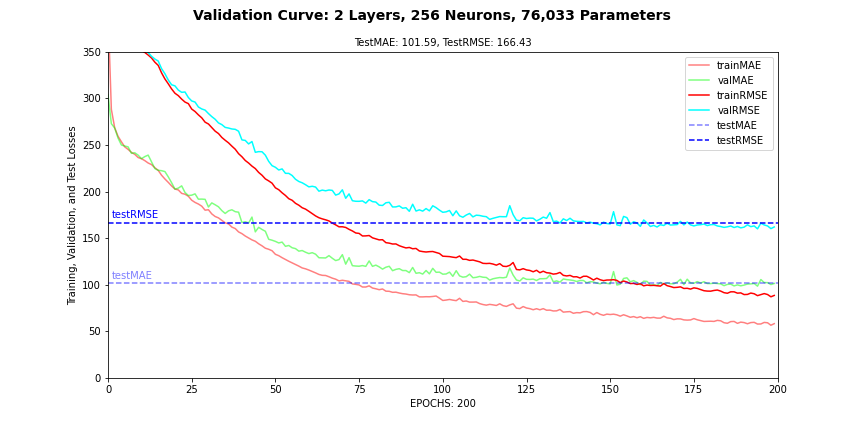 Validation Curve: 2 Layers, 256 Neurons, 76,033 Parameters
TestMAE: 101.59, TestRMSE: 166.43
Training, Validation, and Test Losses
350
300
250
200
150
100
50
0
testRMSE
testMAE
trainMAE
valMAE
trainRMSE
valRMSE
testMAE
testRMSE
0 25 50 75 100 125 150 175 200
EPOCHS: 200